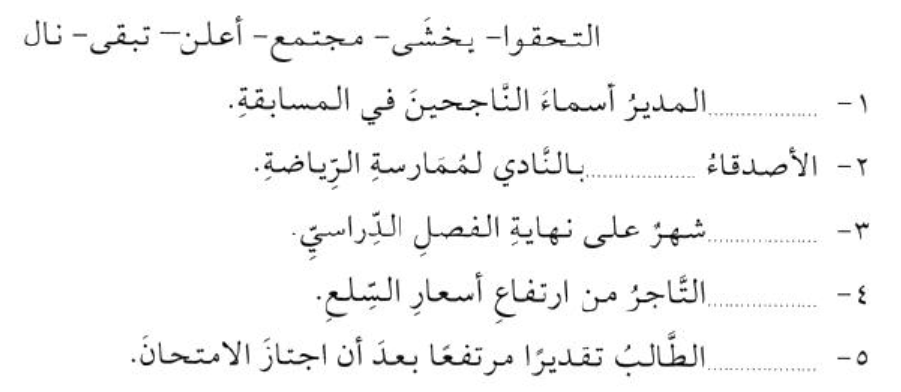 التحقوا- يخشَى- مجتمع- أعلن- تبقى- نال
١- ............... المديرُ أسماءَ النَّاجحينَ في المسابقةِ.
٢- الأصدقاءُ ............... بالنَّادي لمُمَارسةِ الرِّياضةِ.
٣- ............... شهرٌ على نهايةِ الفصلِ الدِّراسيِّ.
٤- ............... التَّاجرُ من ارتفاعِ أسعارِ السِّلعِ.
٥- ............... الطَّالبُ تقديرًا مرتفعًا بعدَ أن اجتازَ الامتحانَ.